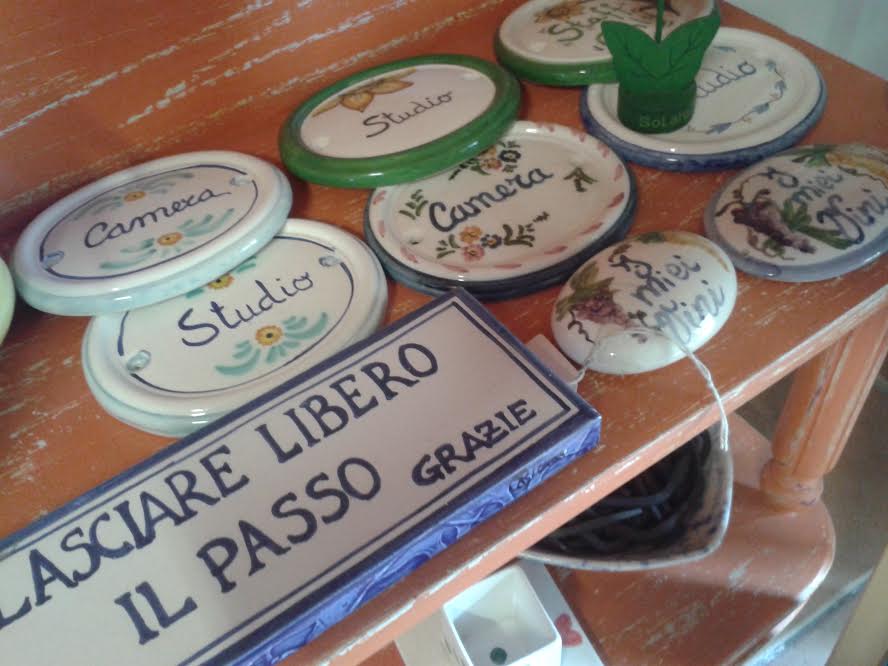 Studio
Studio
Camera
Camera
Studio
I
miei
Vini
I
miei
Vini
LASCIARE LIBERO
IL PASSO GRAZIE